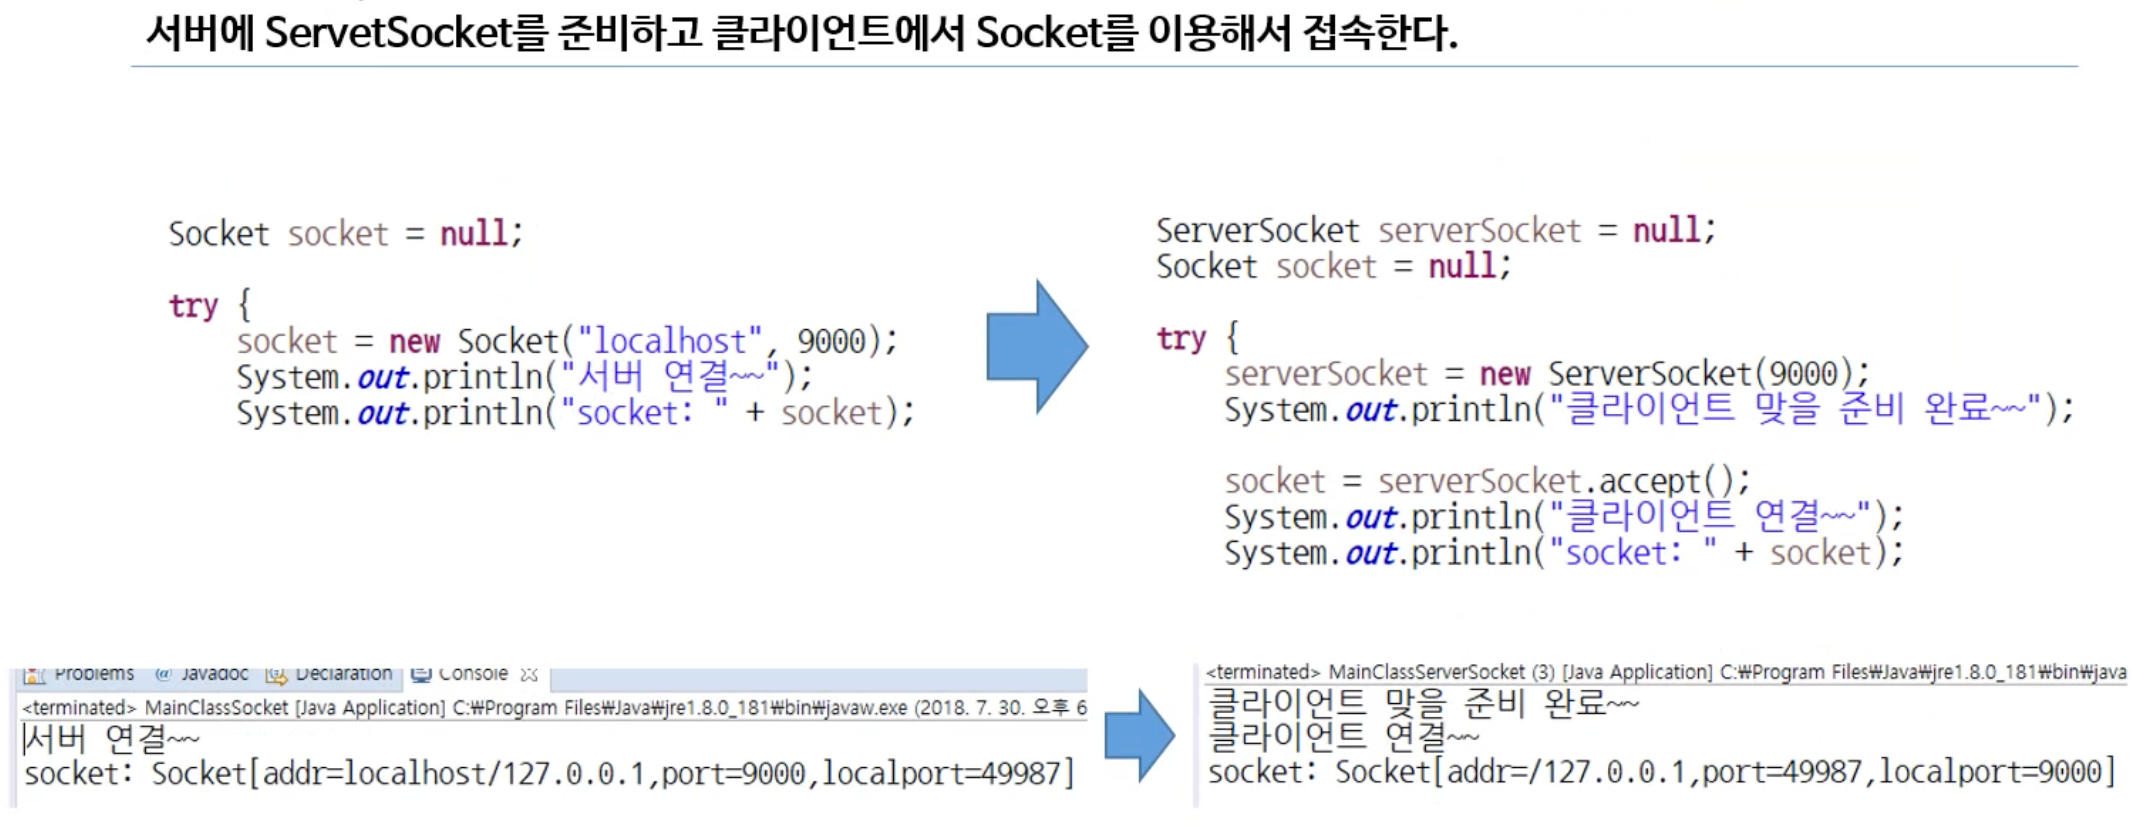 서버에 ServetSocket를 준비하고 클라이언트에서 Socket를 이용해서 접속한다.
Socket socket = null;
try {
socket = new Socket("localhost", 9000);
System.out.println("서버 연결~~");
System.out.println("socket: " + socket);
ServerSocket serverSocket = null;
Socket socket = null;
try {
serverSocket = new ServerSocket(9000);
System.out.println("클라이언트 맞을 준비 완료~~");
socket = serverSocket.accept();
System.out.println("클라이언트 연결~~");
System.out.println("socket: " + socket);
Problems @ Javadoc Declaration Console
<terminated> MainClassSocket [Java Application] C:₩Program Files₩Java₩jre1.8.0_181₩bin₩javaw.exe (2018. 7. 30. 오후 6
서버 연결~~
socket: Socket[addr=localhost/127.0.0.1,port=9000,localport=49987]
<terminated> MainClassServerSocket (3) [Java Application] C:₩Program Files₩Java₩jre1.8.0_181₩bin₩java
클라이언트 맞을 준비 완료~~
클라이언트 연결~~
socket: Socket[addr=/127.0.0.1,port=49987,localport=9000]